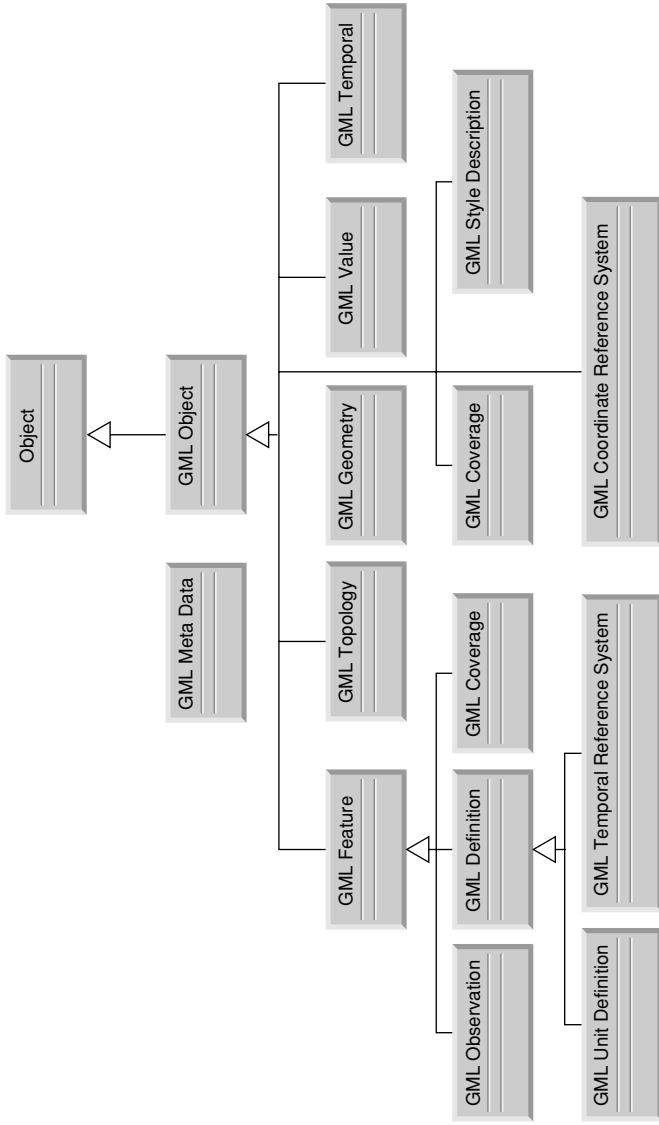 Object
GML Meta Data
GML Object
GML Feature
GML Topology
GML Geometry
GML Value
GML Temporal
GML Observation
GML Definition
GML Coverage
GML Coverage
GML Style Description
GML Unit Definition
GML Temporal Reference System
GML Coordinate Reference System